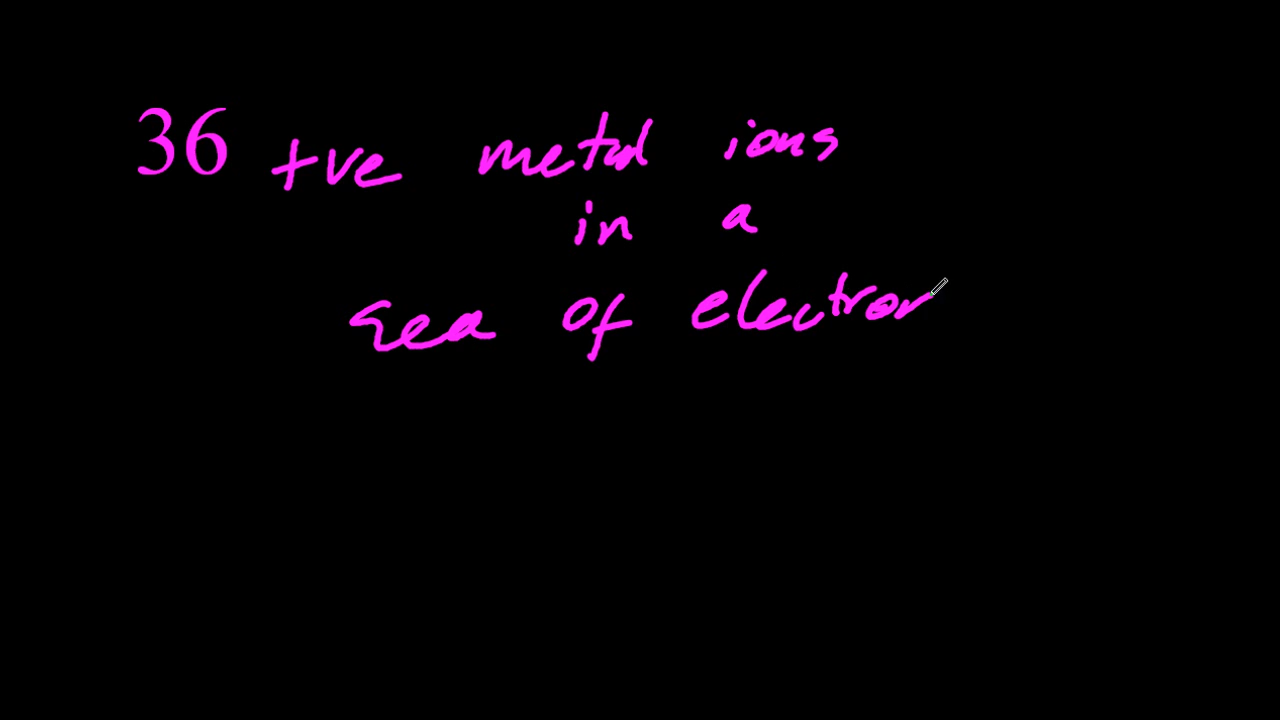 36 +ve metal ions
in a
sea of electron